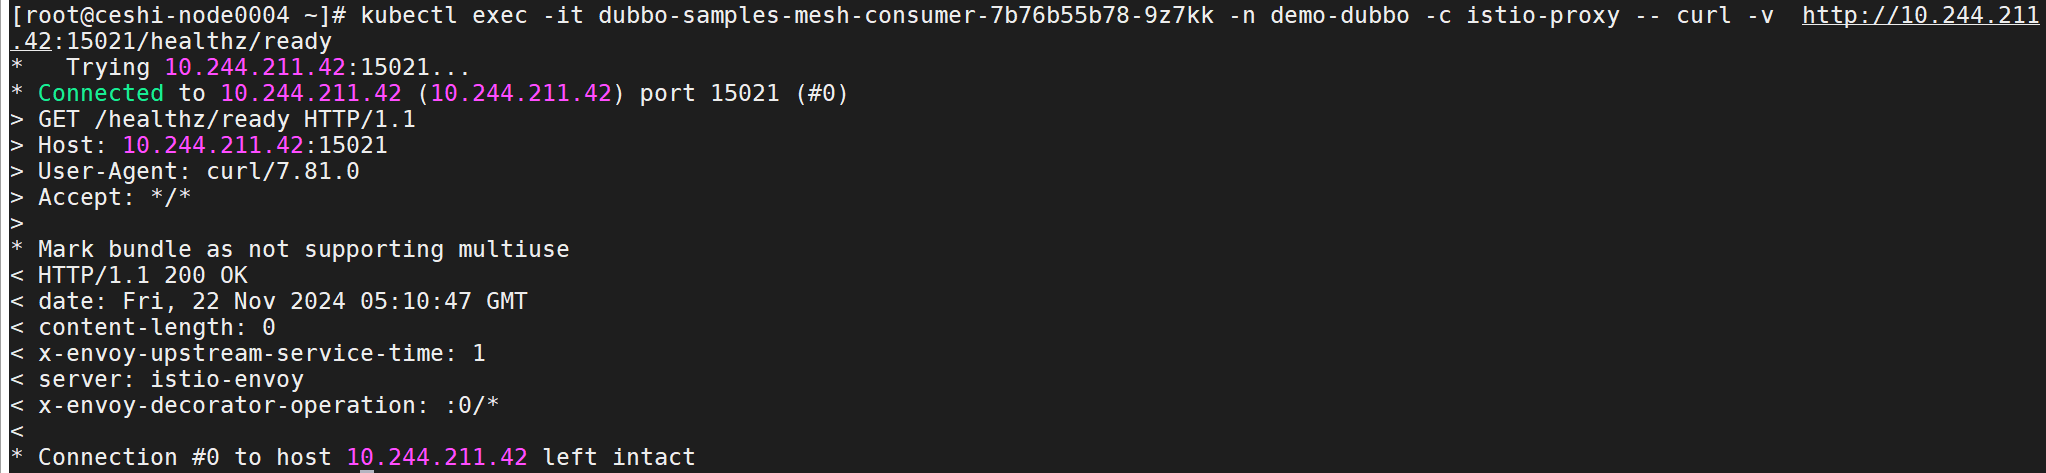 [root@ceshi-node0004 ~]# kubectl exec -it dubbo-samples-mesh-consumer-7b76b55b78-9z7kk -n demo-dubbo -c istio-proxy -- curl -v  http://10.244.211
.42:15021/healthz/ready
*   Trying 10.244.211.42:15021...
* Connected to 10.244.211.42 (10.244.211.42) port 15021 (#0)
> GET /healthz/ready HTTP/1.1
> Host: 10.244.211.42:15021
> User-Agent: curl/7.81.0
> Accept: */*
>
* Mark bundle as not supporting multiuse
< HTTP/1.1 200 OK
< date: Fri, 22 Nov 2024 05:10:47 GMT
< content-length: 0
< x-envoy-upstream-service-time: 1
< server: istio-envoy
< x-envoy-decorator-operation: :0/*
<
* Connection #0 to host 10.244.211.42 left intact